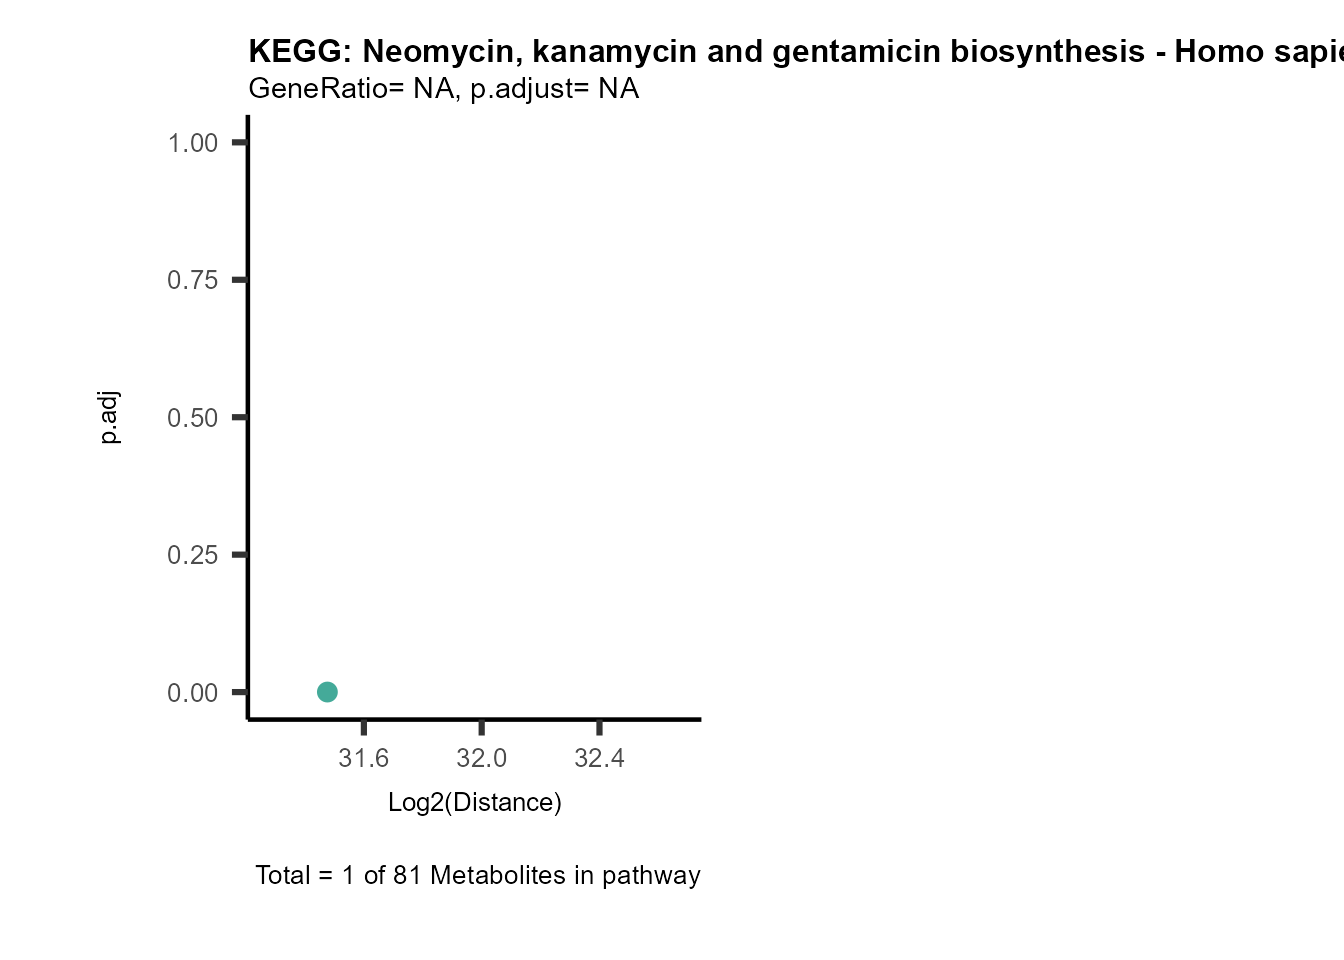 KEGG: Neomycin, kanamycin and gentamicin biosynthesis - Homo sapie
GeneRatio= NA, p.adjust= NA
1.00
0.75
0.50
0.25
0.00
p.adj
31.6 32.0 32.4
Log2(Distance)
Total = 1 of 81 Metabolites in pathway